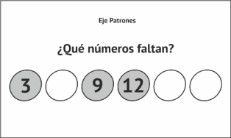 Eje Patrones
¿Qué números faltan?
3 9 12